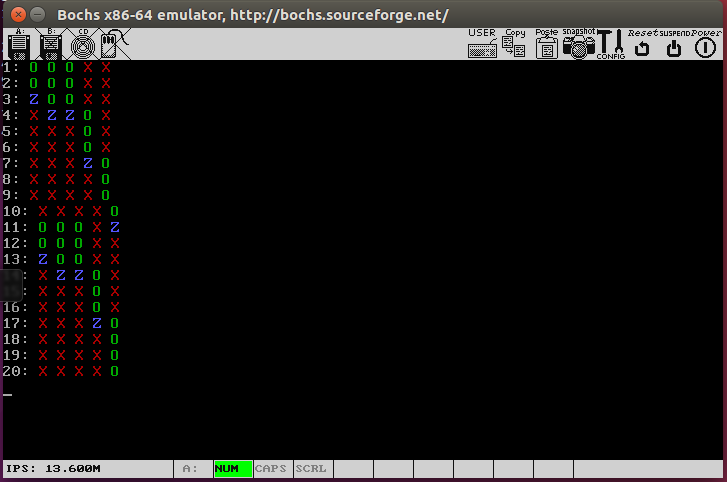 Bochs x86-64 emulator, http://bochs.sourceforge.net/
A: B: CD USER Copy Paste snapshot CONFIG Reset SUSPEND Power
1: O O O X X
2: O O O X X
3: Z O O X X
4: X Z Z O X
5: X X X O X
6: X X X O X
7: X X X Z O
8: X X X X O
9: X X X X O
10: X X X X O
11: O O O X Z
12: O O O X X
13: Z O O X X
X Z Z O X
X X X O X
16: X X X O X
17: X X X Z O
18: X X X X O
19: X X X X O
20: X X X X O
IPS: 13.600M A: NUM CAPS SCRL